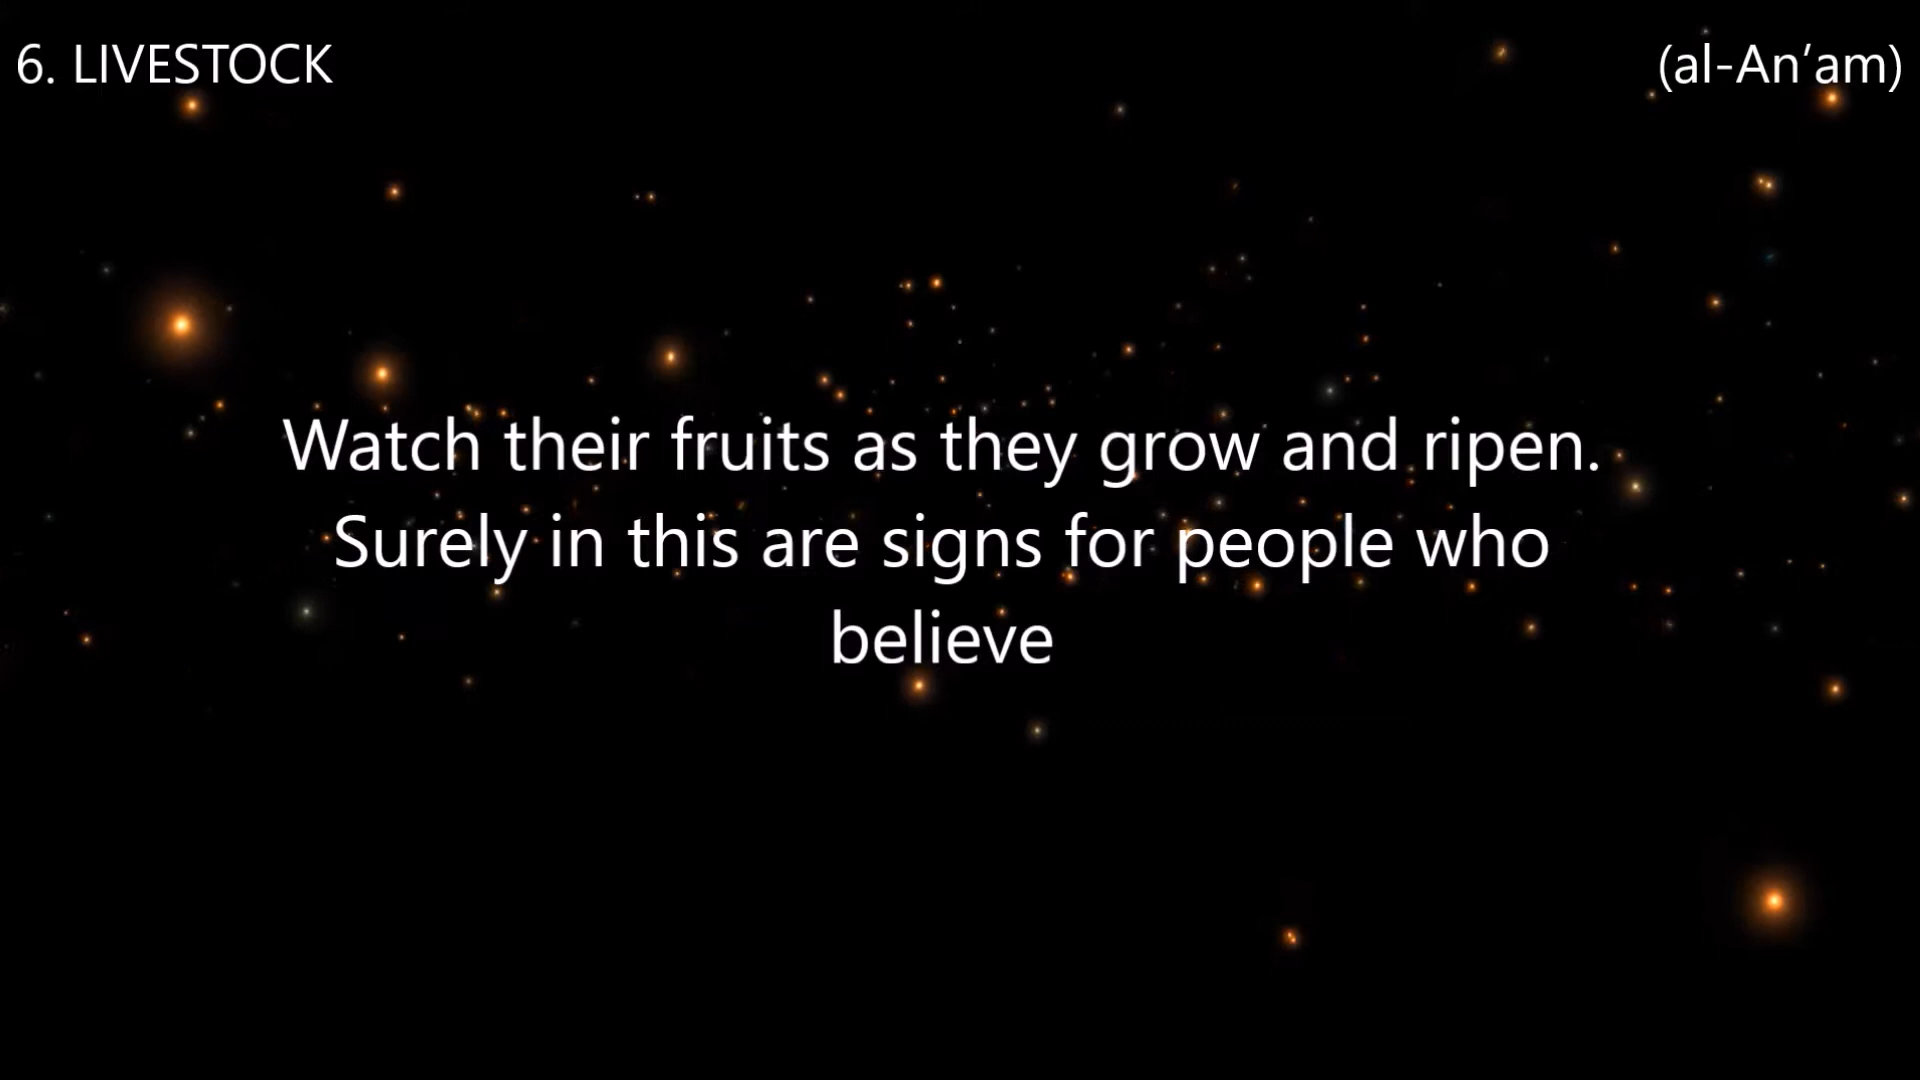 6. LIVESTOCK
(al-An’am)
Watch their fruits as they grow and ripen.
Surely in this are signs for people who
believe